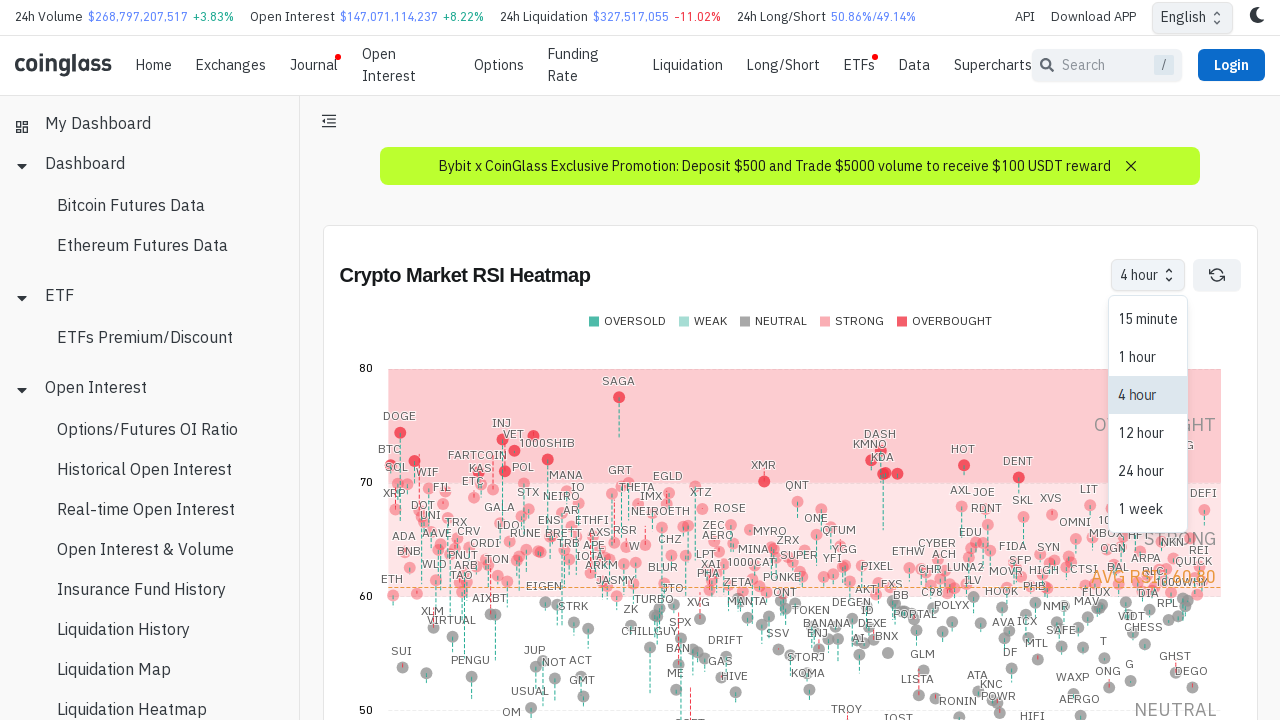 24h Volume $268,797,207,517 +3.83% Open Interest $147,071,114,237 +8.22% 24h Liquidation $327,517,055 -11.02% 24h Long/Short 50.86%/49.14% API Download APP English
coinglass Home Exchanges Journal Open Interest Options Funding Rate Liquidation Long/Short ETFs Data Supercharts Search / Login
My Dashboard
Dashboard
Bitcoin Futures Data
Ethereum Futures Data
ETF
ETFs Premium/Discount
Open Interest
Options/Futures OI Ratio
Historical Open Interest
Real-time Open Interest
Open Interest & Volume
Insurance Fund History
Liquidation History
Liquidation Map
Liquidation Heatmap
Bybit x CoinGlass Exclusive Promotion: Deposit $500 and Trade $5000 volume to receive $100 USDT reward
Crypto Market RSI Heatmap
4 hour
15 minute
1 hour
4 hour
12 hour
24 hour
1 week
OVERSOLD WEAK NEUTRAL STRONG OVERBOUGHT
80
SAGA
DOGE
INJ
VET
1000SHIB
BTC
FARTCOIN
DASH
KMNO
KDA
HOT
DENT
SOL
WIF
KAS
POL
XMR
70
ETC
MANA
GRT
EGLD
QNT
XRP
FIL
STX
NEIRO
IO
THETA
IMX
XTZ
AXL
JOE
SKL
XVS
LIT
DEFI
DOT
UNI
GALA
AR
NEIROETH
ROSE
RDNT
TRX
LDO
ENS
ETHFI
ZEC
ONE
OMNI
ADA
AAVE
CRV
RUNE
BRETT
AXS
RSR
AERO
MYRO
QTUM
EDU
MBOX
BNB
PNUT
ORDI
TRB
APE
W
CHZ
ZRX
YGG
ETHW
CYBER
FIDA
SYN
OGN
NKN
REI
WLD
ARB
TON
IOTA
LPT
MINA
SUPER
YFI
ACH
SFP
ARPA
QUICK
TAO
ARKM
BLUR
XAI
1000CAT
PIXEL
CHR
LUNA2
MOVR
HIGH
CTSI
PAL
RLC
ETH
EIGEN
JASMY
JTO
PHA
ZETA
PONKE
AKT
FXS
ILV
PHB
1000WHY
60
AIXBT
STRK
ZK
TURBO
XVG
MANTA
ONT
BB
C98
HOOK
FLUX
DIA
XLM
TOKEN
DEGEN
ID
POLYX
NMR
MAV
RPL
VIRTUAL
CHILLGUY
SPX
SSV
BANANA
DEXE
PORTAL
AVA
ICX
VIDT
SUI
JUP
BAN
DRIFT
ENJ
AI
BNX
SAFE
CHESS
PENGU
NOT
ACT
GAS
STORJ
GLM
DF
MTL
T
GHST
GMT
ME
HIVE
KOMA
LISTA
ATA
WAXP
G
ONG
DEGO
USUAL
KNC
POWR
AERGO
50
OM
TROY
IOST
RONIN
HIFI
NEUTRAL